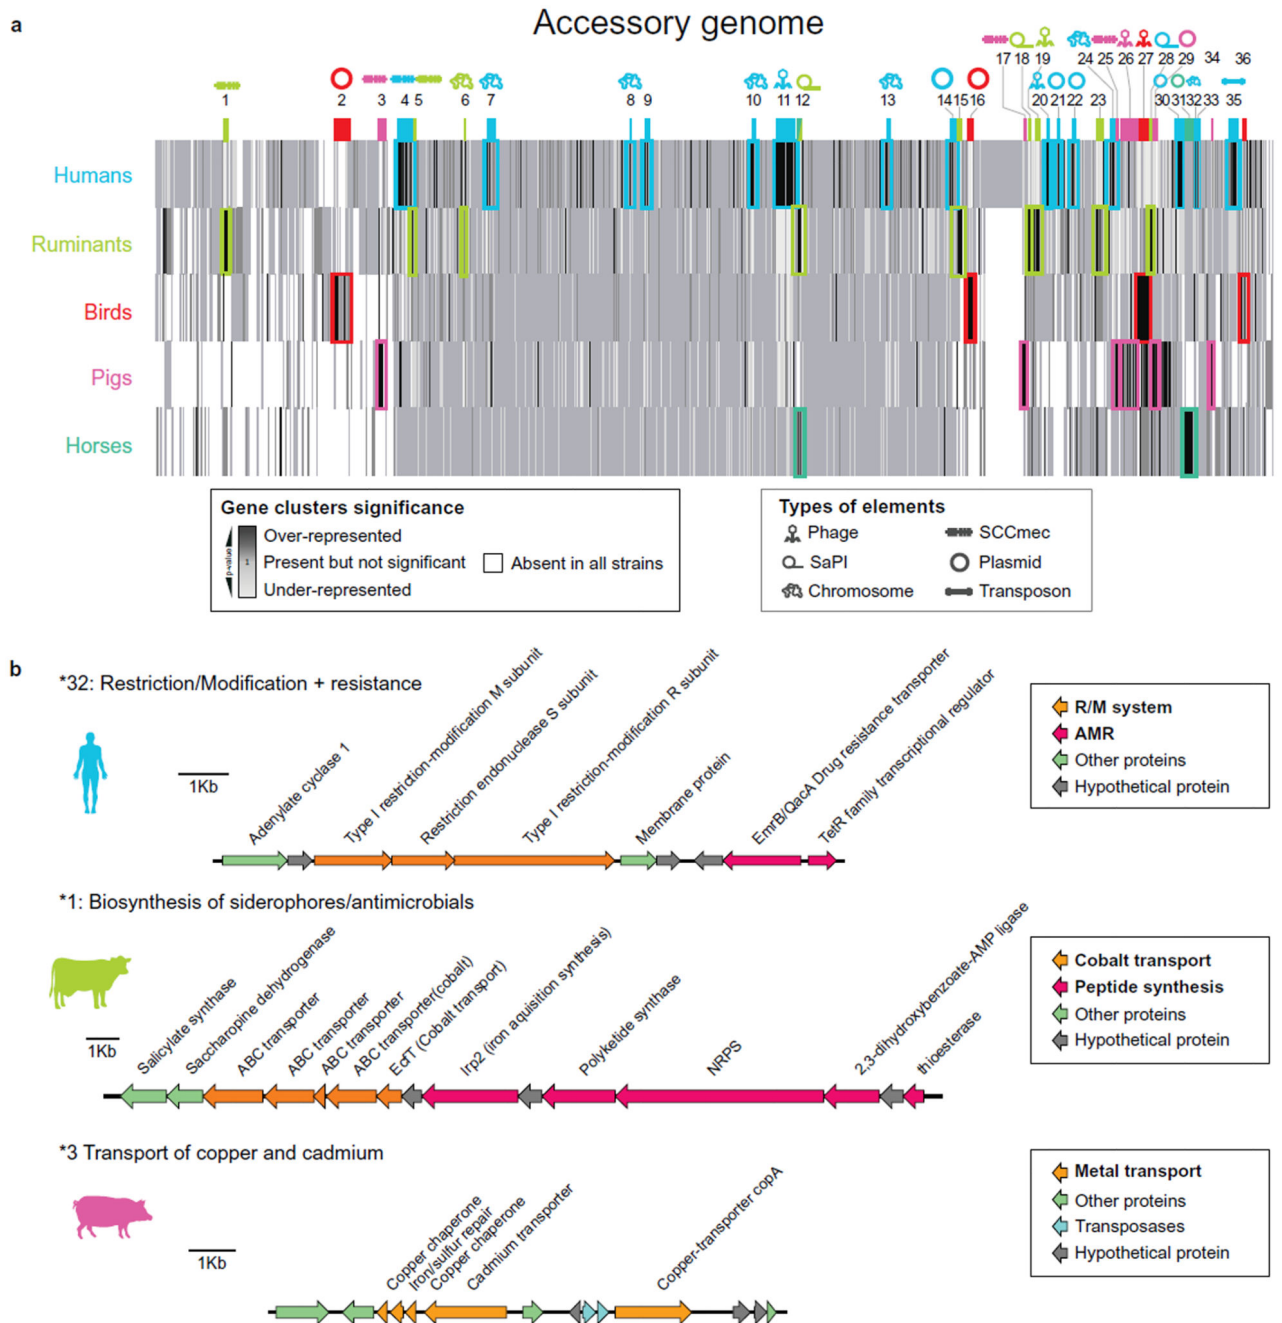 a
Accessory genome
17 18 19 24 25 26 27 28 29 34 36
1 2 3 4 5 6 7 8 9 10 11 12 13 14 15 16 20 21 22 23 30 31 32 33 35
Humans
Ruminants
Birds
Pigs
Horses
Gene clusters significance
p-value
1
Over-represented
Present but not significant
Absent in all strains
Under-represented
Types of elements
Phage
SCCmec
SaPI
Plasmid
Chromosome
Transposon
b
*32: Restriction/Modification + resistance
1Kb
Adenylate cyclase 1
Type I restriction-modification M subunit
Restriction endonuclease S subunit
Type I restriction-modification R subunit
Membrane protein
EmrB/QacA Drug resistance transporter
TetR family transcriptional regulator
R/M system
AMR
Other proteins
Hypothetical protein
*1: Biosynthesis of siderophores/antimicrobials
1Kb
Salicylate synthase
Saccharopine dehydrogenase
ABC transporter
ABC transporter
ABC transporter
ABC transporter(cobalt)
EcfT (Cobalt transport)
Irp2 (iron aquisition synthesis)
Polyketide synthase
NRPS
2,3-dihydroxybenzoate-AMP ligase
thioesterase
Cobalt transport
Peptide synthesis
Other proteins
Hypothetical protein
*3 Transport of copper and cadmium
1Kb
Copper chaperone
Iron/sulfur repair
Copper chaperone
Cadmium transporter
Copper-transporter copA
Metal transport
Other proteins
Transposases
Hypothetical protein